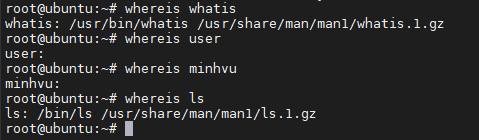 root@ubuntu:~# whereis whatis
whatis: /usr/bin/whatis /usr/share/man/man1/whatis.1.gz
root@ubuntu:~# whereis user
user:
root@ubuntu:~# whereis minhvu
minhvu:
root@ubuntu:~# whereis ls
ls: /bin/ls /usr/share/man/man1/ls.1.gz
root@ubuntu:~#